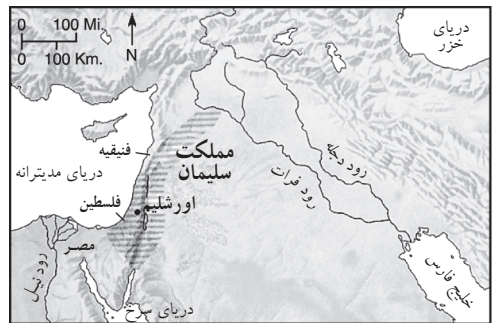 0 100 Mi.
0 100 Km.
N
دریای
خزر
فنیقیه
مملکت
سلیمان
دریای مدیترانه
رود دجله
رود فرات
فلسطین
اورشلیم
مصر
رود نیل
دریای سرخ
خلیج فارس